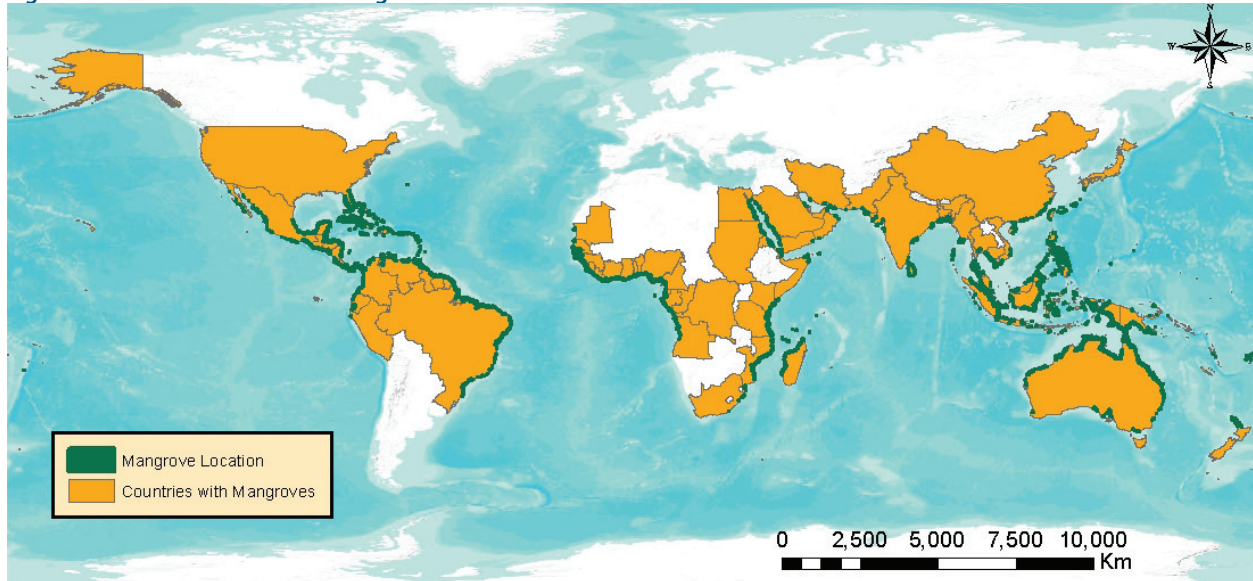 N
W E
S
Mangrove Location
Countries with Mangroves
0 2,500 5,000 7,500 10,000
Km